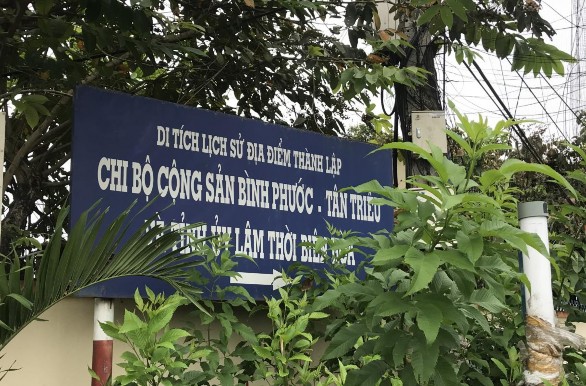 DI TÍCH LỊCH SỬ ĐỊA ĐIỂM THÀNH LẬP
CHI BỘ CỘNG SẢN BÌNH PHƯỚC - TÂN TRIỀU
TỈNH ỦY LÂM THỜI BIÊN HÒA